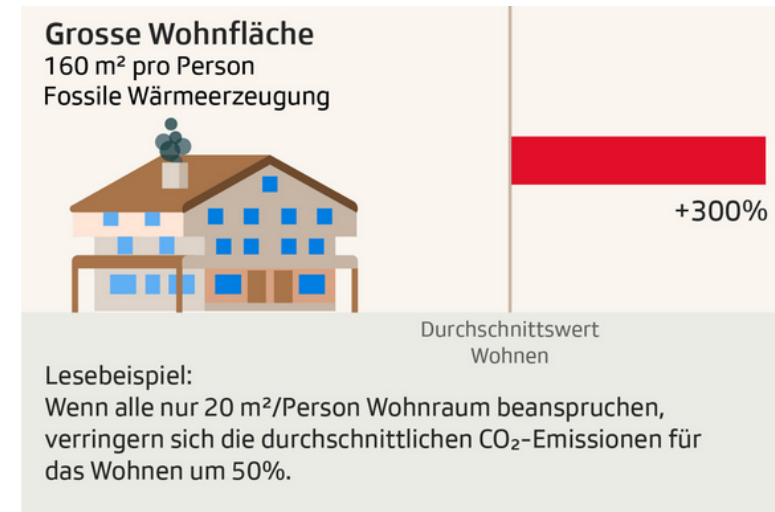 Grosse Wohnfläche
160 m² pro Person
Fossile Wärmeerzeugung
+300%
Durchschnittswert
Wohnen
Lesebeispiel:
Wenn alle nur 20 m²/Person Wohnraum beanspruchen,
verringern sich die durchschnittlichen CO₂-Emissionen für
das Wohnen um 50%.